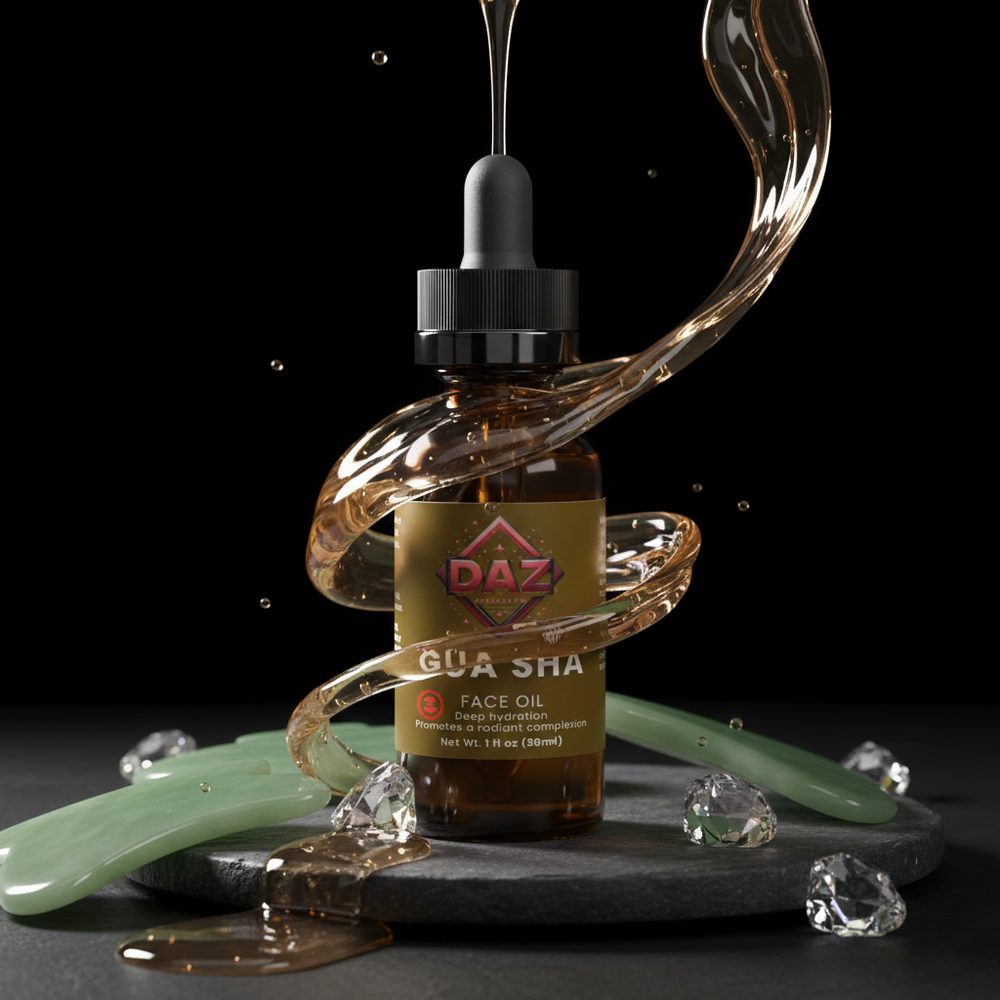 DAZ
GUA SHA
FACE OIL
Deep hydration
Promotes a radiant complexion
Net Wt. 1 fl oz (30ml)